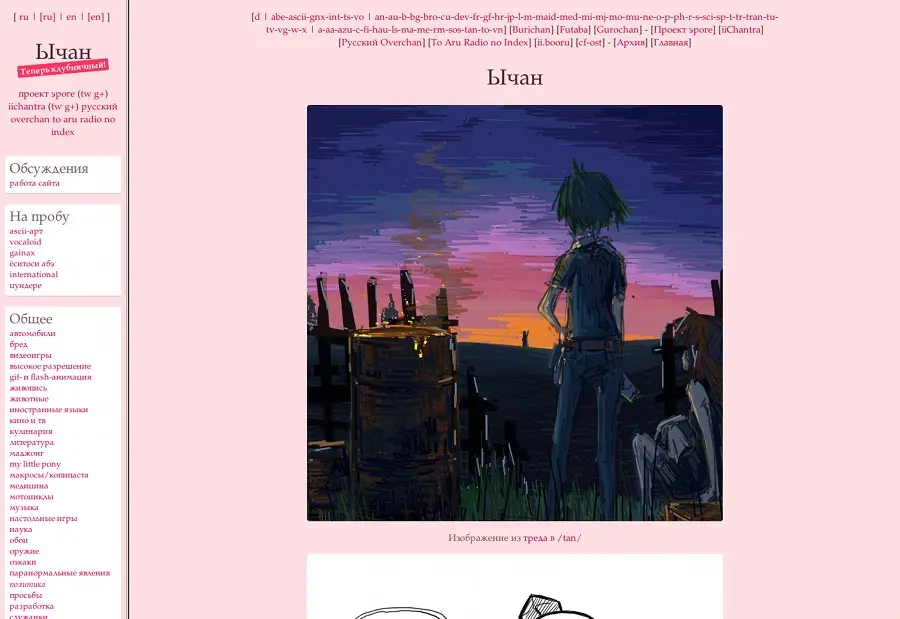 [ ru | [ru] | en | [en] ]
Ычан
Теперь клубничный!
проект эроге (tw g+)
iichantra (tw g+) русский
overchan to aru radio no
index
Обсуждения
работа сайта
На пробу
ascii-арт
vocaloid
gainax
ёситоси абэ
international
цундере
Общее
автомобили
бред
видеоигры
высокое разрешение
gif- и flash-анимация
живопись
животные
иностранные языки
кино и тв
кулинария
литература
маджонг
my little pony
макросы/копипаста
медицина
мотоциклы
музыка
настольные игры
наука
обои
оружие
оэкаки
паранормальные явления
политика
просьбы
разработка
служанки
[d | abe-ascii-gnx-int-ts-vo | an-au-b-bg-bro-cu-dev-fr-gf-hr-jp-l-m-maid-med-mi-mj-mo-mu-ne-o-p-ph-r-s-sci-sp-t-tr-tran-tu-
tv-vg-w-x | a-aa-azu-c-fi-hau-ls-ma-me-rm-sos-tan-to-vn] [Burichan] [Futaba] [Gurochan] - [Проект эроге] [iiChantra]
[Русский Overchan] [To Aru Radio no Index] [ii.booru] [cf-ost] - [Архив] [Главная]
Ычан
Изображение из треда в /tan/